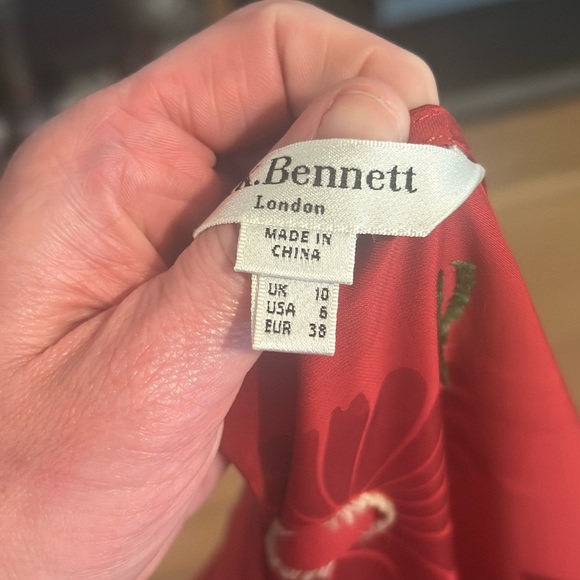 .Bennett
London
MADE IN
CHINA
UK 10
USA 6
EUR 38